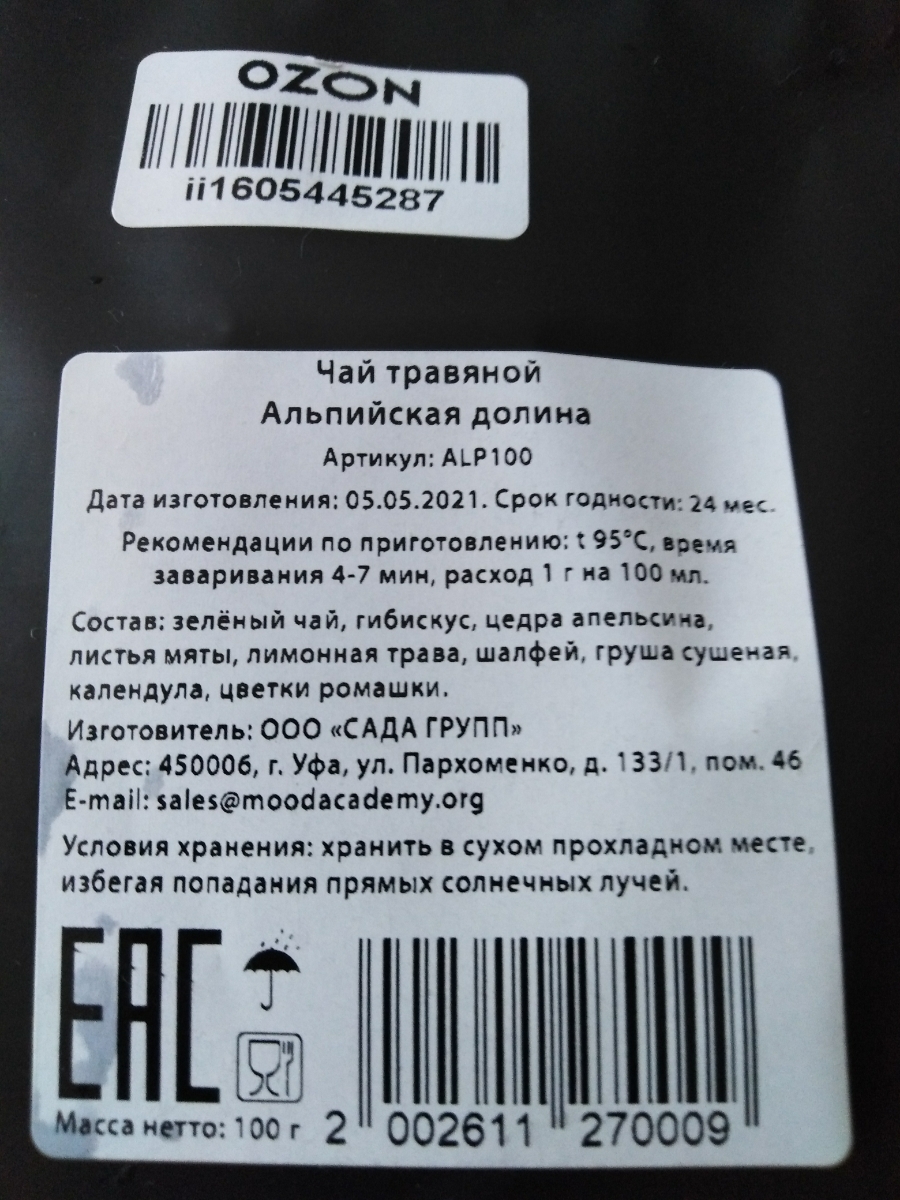 OZON
ii1605445287
Чай травяной
Альпийская долина
Артикул: ALP100
Дата изготовления: 05.05.2021. Срок годности: 24 мес.
Рекомендации по приготовлению: t 95°C, время
заваривания 4-7 мин, расход 1 г на 100 мл.
Состав: зелёный чай, гибискус, цедра апельсина,
листья мяты, лимонная трава, шалфей, груша сушеная,
календула, цветки ромашки.
Изготовитель: ООО «САДА ГРУПП»
Адрес: 450006, г. Уфа, ул. Пархоменко, д. 133/1, пом. 46
E-mail: sales@moodacademy.org
Условия хранения: хранить в сухом прохладном месте,
избегая попадания прямых солнечных лучей.
EAC
Масса нетто: 100 г 2 002611 270009